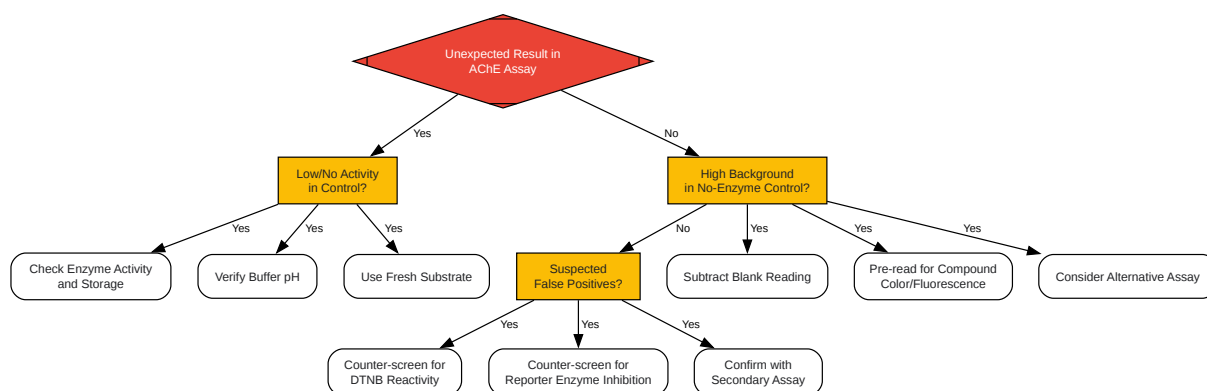 Unexpected Result in
AChE Assay
Yes
No
Low/No Activity
in Control?
High Background
in No-Enzyme Control?
Yes
Yes
Yes
No
Yes
Yes
Yes
Check Enzyme Activity
and Storage
Verify Buffer pH
Use Fresh Substrate
Suspected
False Positives?
Subtract Blank Reading
Pre-read for Compound
Color/Fluorescence
Consider Alternative Assay
Yes
Yes
Yes
Counter-screen for
DTNB Reactivity
Counter-screen for
Reporter Enzyme Inhibition
Confirm with
Secondary Assay